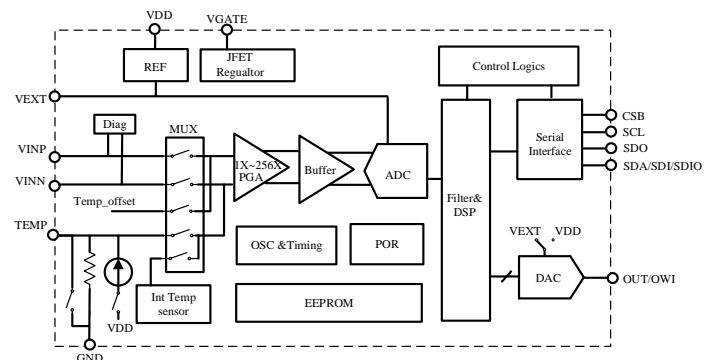 VDD
VGATE
REF
JFET
Regualtor
Control Logics
VEXT
Diag
MUX
VINP
VINN
Temp_offset
TEMP
1X~256X
PGA
Buffer
ADC
Filter&
DSP
Serial
Interface
CSB
SCL
SDO
SDA/SDI/SDIO
OSC &Timing
POR
EEPROM
VEXT
VDD
DAC
OUT/OWI
Int Temp
sensor
VDD
GND